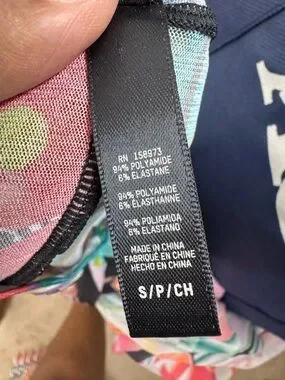 RN 158973
94% POLYAMIDE
6% ELASTANE
94% POLYAMIDE
6% ELASTHANNE
94% POLIAMIDA
6% ELASTANO
MADE IN CHINA
FABRIQUÉ EN CHINE
HECHO EN CHINA
S/P/CH